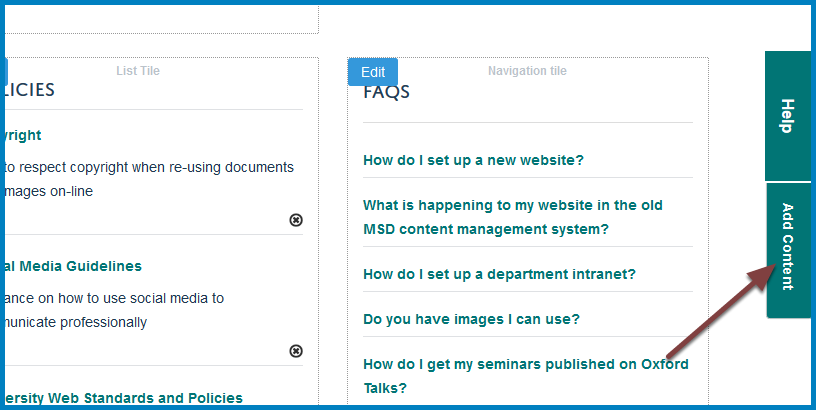 List Tile
LICIES
right
to respect copyright when re-using documents
mages on-line
al Media Guidelines
ance on how to use social media to
municate professionally
ersity Web Standards and Policies
Edit
Navigation tile
FAQS
How do I set up a new website?
What is happening to my website in the old
MSD content management system?
How do I set up a department intranet?
Do you have images I can use?
How do I get my seminars published on Oxford
Talks?
Help
Add Content